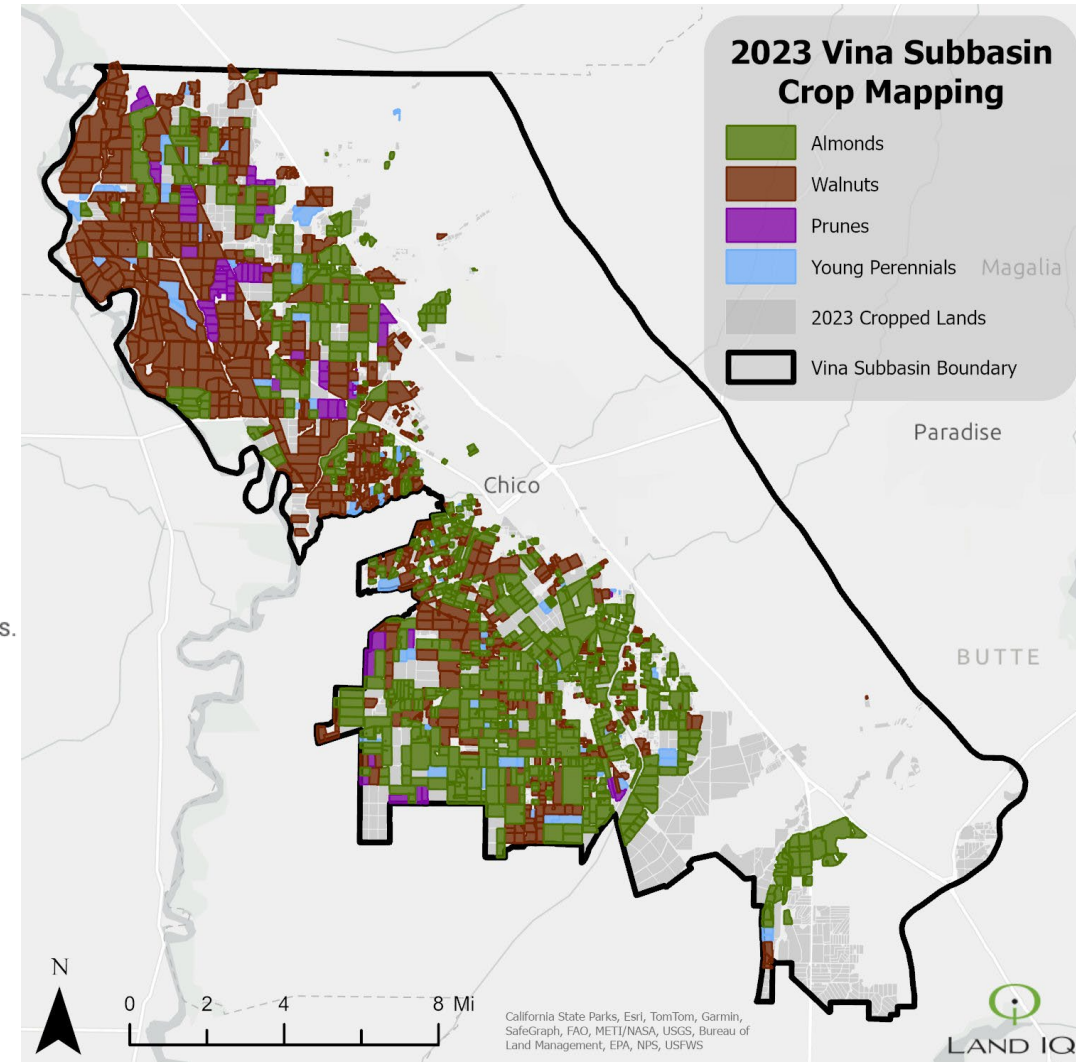 2023 Vina Subbasin
Crop Mapping
Almonds
Walnuts
Prunes
Young Perennials
2023 Cropped Lands
Vina Subbasin Boundary
Magalia
Paradise
Chico
s.
BUTTE
N
0 2 4 8 Mi
California State Parks, Esri, TomTom, Garmin,
SafeGraph, FAO, METI/NASA, USGS, Bureau of
Land Management, EPA, NPS, USFWS
LAND IQ